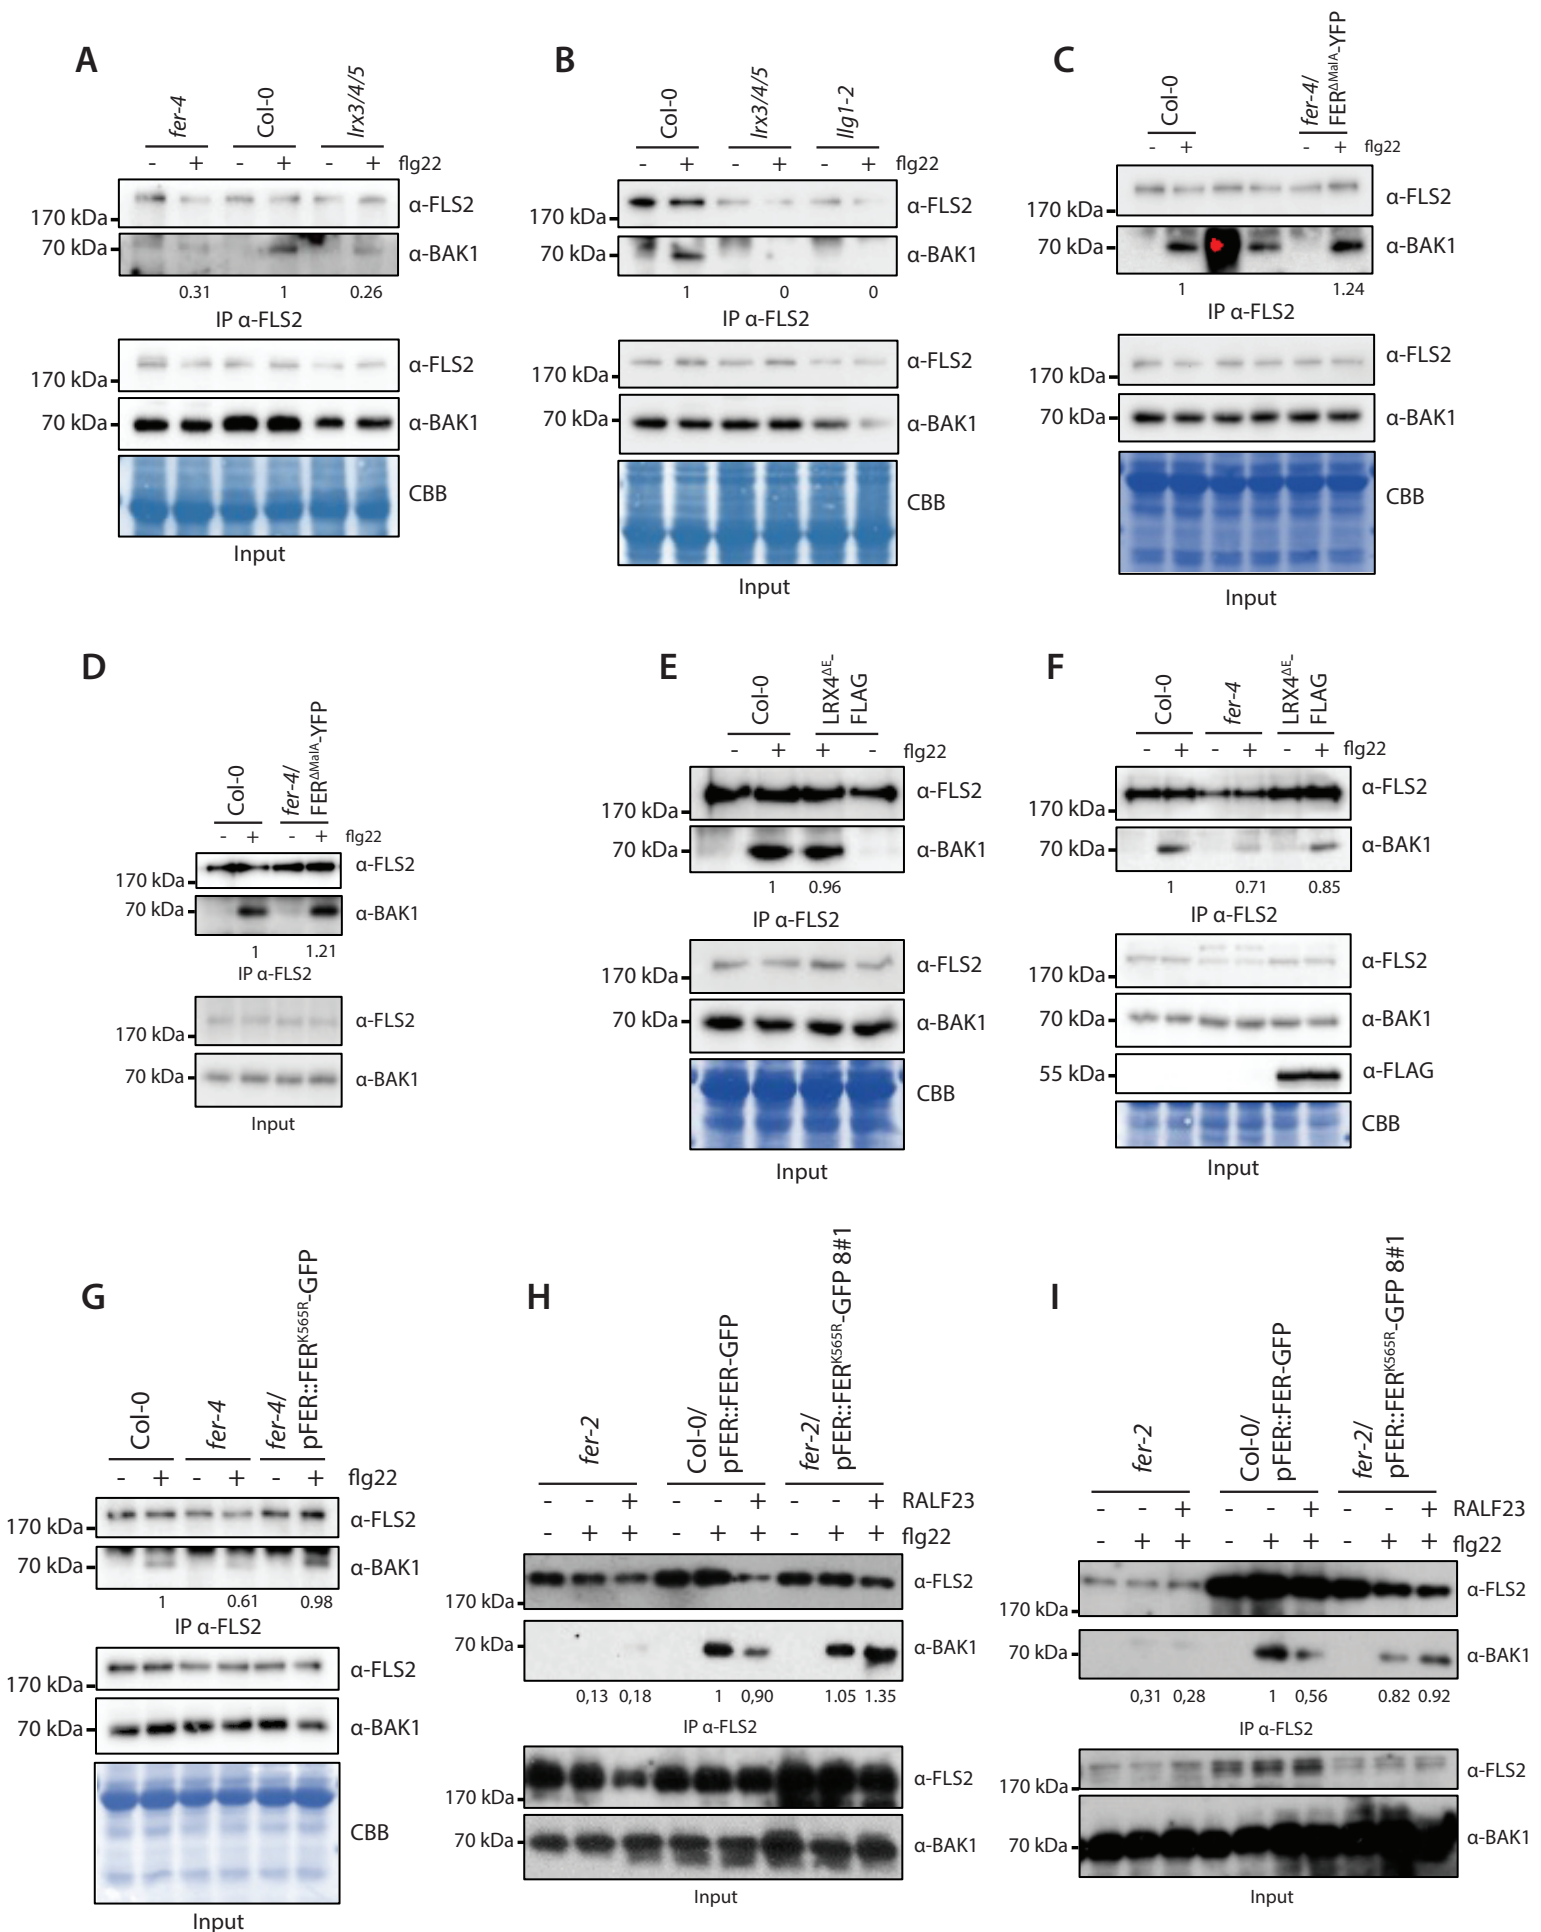 A
fer-4
Col-0
lrx3/4/5
- + - + - + flg22
170 kDa
α-FLS2
70 kDa
α-BAK1
0.31 1 0.26
IP α-FLS2
170 kDa
α-FLS2
70 kDa
α-BAK1
CBB
Input
B
Col-0
lrx3/4/5
llg1-2
- + - + - + flg22
170 kDa
α-FLS2
70 kDa
α-BAK1
1 0 0
IP α-FLS2
170 kDa
α-FLS2
70 kDa
α-BAK1
CBB
Input
C
Col-0
fer-4/
FERΔMalA-YFP
- + - + flg22
170 kDa
α-FLS2
70 kDa
α-BAK1
1 1.24
IP α-FLS2
170 kDa
α-FLS2
70 kDa
α-BAK1
CBB
Input
D
Col-0
fer-4/
FERΔMalA-YFP
- + - + flg22
170 kDa
α-FLS2
70 kDa
α-BAK1
1 1.21
IP α-FLS2
170 kDa
α-FLS2
70 kDa
α-BAK1
Input
E
Col-0
LRX4ΔE-
FLAG
- + + - flg22
170 kDa
α-FLS2
70 kDa
α-BAK1
1 0.96
IP α-FLS2
170 kDa
α-FLS2
70 kDa
α-BAK1
CBB
Input
F
Col-0
fer-4
LRX4ΔE-
FLAG
- + - + - + flg22
170 kDa
α-FLS2
70 kDa
α-BAK1
1 0.71 0.85
IP α-FLS2
170 kDa
α-FLS2
70 kDa
α-BAK1
55 kDa
α-FLAG
CBB
Input
G
Col-0
fer-4
fer-4/
pFER::FERK565R-GFP
- + - + - + flg22
170 kDa
α-FLS2
70 kDa
α-BAK1
1 0.61 0.98
IP α-FLS2
170 kDa
α-FLS2
70 kDa
α-BAK1
CBB
Input
H
fer-2
Col-0/
pFER::FER-GFP
fer-2/
pFER::FERK565R-GFP 8#1
- - + - - + - - + RALF23
- + + - + + - + + flg22
170 kDa
α-FLS2
70 kDa
α-BAK1
0,13 0,18 1 0,90 1.05 1.35
IP α-FLS2
170 kDa
α-FLS2
70 kDa
α-BAK1
Input
I
fer-2
Col-0/
pFER::FER-GFP
fer-2/
pFER::FERK565R-GFP 8#1
- - + - - + - - + RALF23
- + + - + + - + + flg22
170 kDa
α-FLS2
70 kDa
α-BAK1
0,31 0,28 1 0,56 0.82 0.92
IP α-FLS2
170 kDa
α-FLS2
70 kDa
α-BAK1
Input